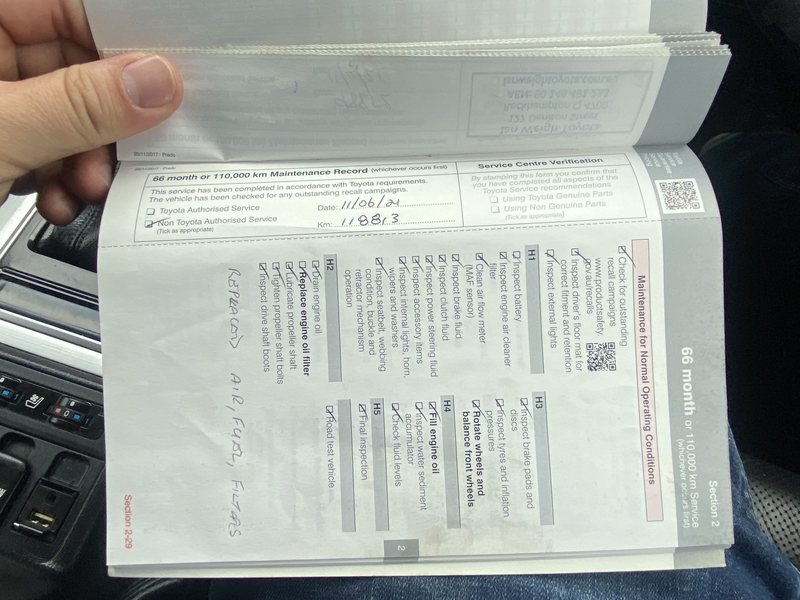 05/11/2017 - Prado
66 month or 110,000 km Maintenance Record (whichever occurs first)
This service has been completed in accordance with Toyota requirements.
The vehicle has been checked for any outstanding recall campaigns.
Toyota Authorised Service
Non Toyota Authorised Service
(Tick as appropriate)
Date: 11/06/21
Km: 118813
Service Centre Verification
By stamping this form you confirm that
you have completed all aspects of the
Toyota Service recommendations
Using Toyota Genuine Parts
Using Non Genuine Parts
(Tick as appropriate)
Section 2
66 month or 110,000 km Service
(whichever occurs first)
Maintenance for Normal Operating Conditions
Check for outstanding
recall campaigns
www.productsafety.
gov.au/recalls
Inspect driver's floor mat for
correct fitment and retention
Inspect external lights
H1
Inspect battery
Inspect engine air cleaner
filter
Clean air flow meter
(MAF sensor)
Inspect brake fluid
Inspect clutch fluid
Inspect power steering fluid
Inspect accessory items
Inspect internal lights, horn,
wipers and washers
Inspect seatbelt, webbing
condition, buckle and
retractor mechanism
operation
H2
Drain engine oil
Replace engine oil filter
Lubricate propeller shaft
Tighten propeller shaft bolts
Inspect drive shaft boots
H3
Inspect brake pads and
discs
Inspect tyres and inflation
pressures
Rotate wheels and
balance front wheels
H4
Fill engine oil
Inspect water sediment
accumulator
Check fluid levels
H5
Final inspection
Road test vehicle
REPLACED AIR, FUEL, FILTERS
2
Section 2-29